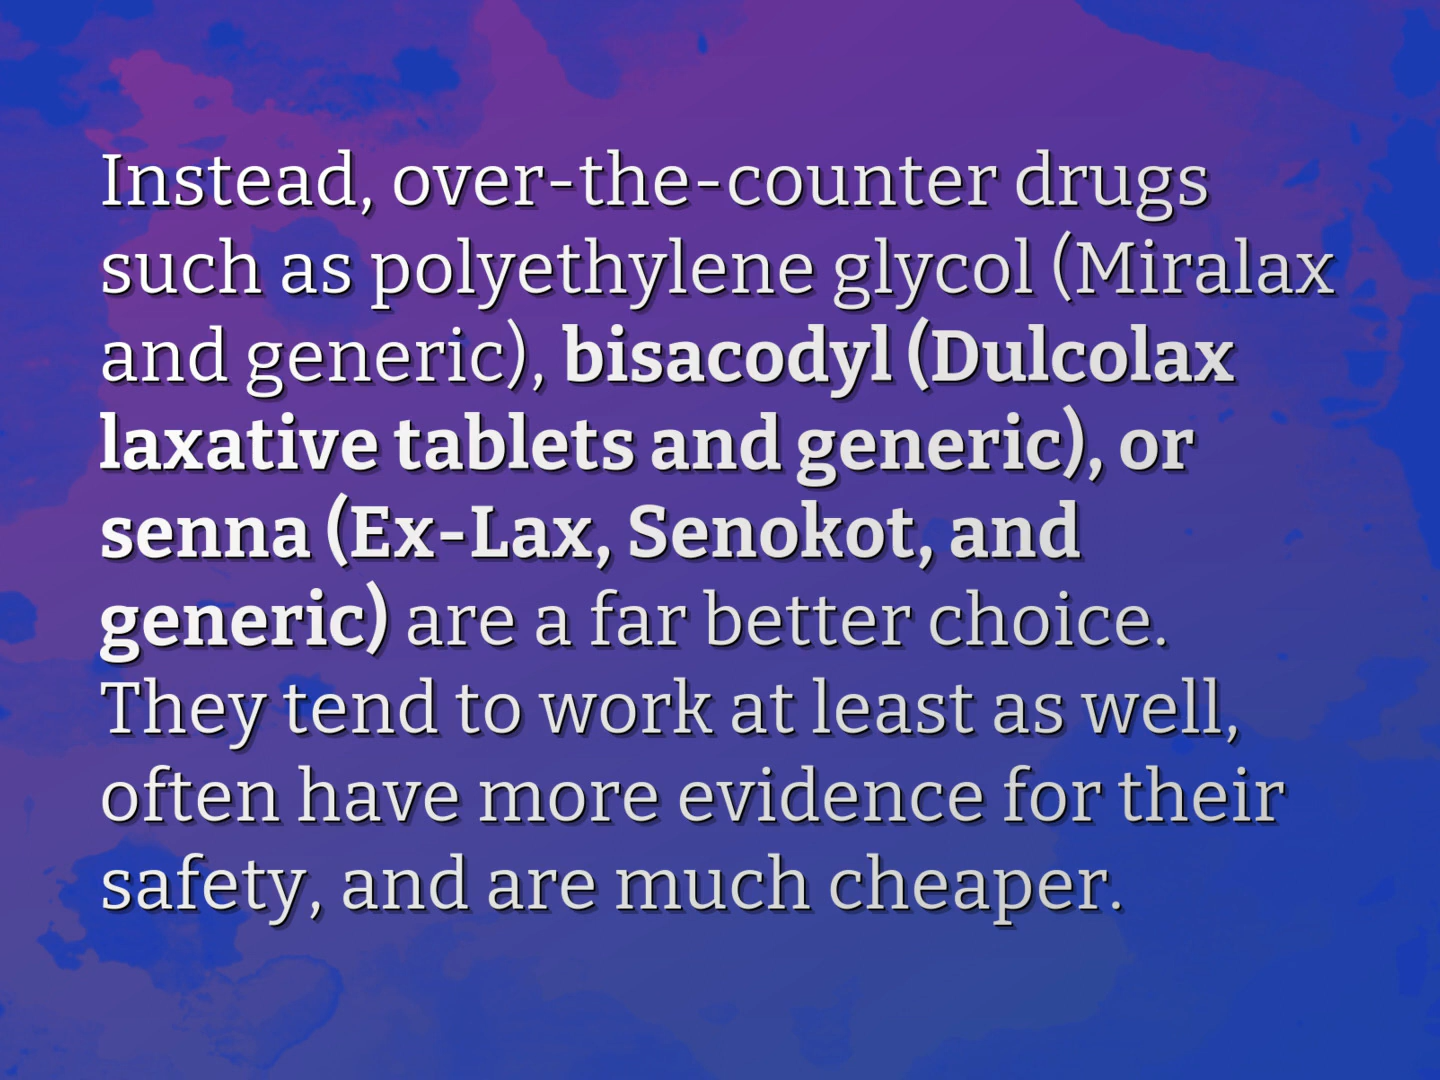 Instead, over-the-counter drugs
such as polyethylene glycol (Miralax
and generic), bisacodyl (Dulcolax
laxative tablets and generic), or
senna (Ex-Lax, Senokot, and
generic) are a far better choice.
They tend to work at least as well,
often have more evidence for their
safety, and are much cheaper.